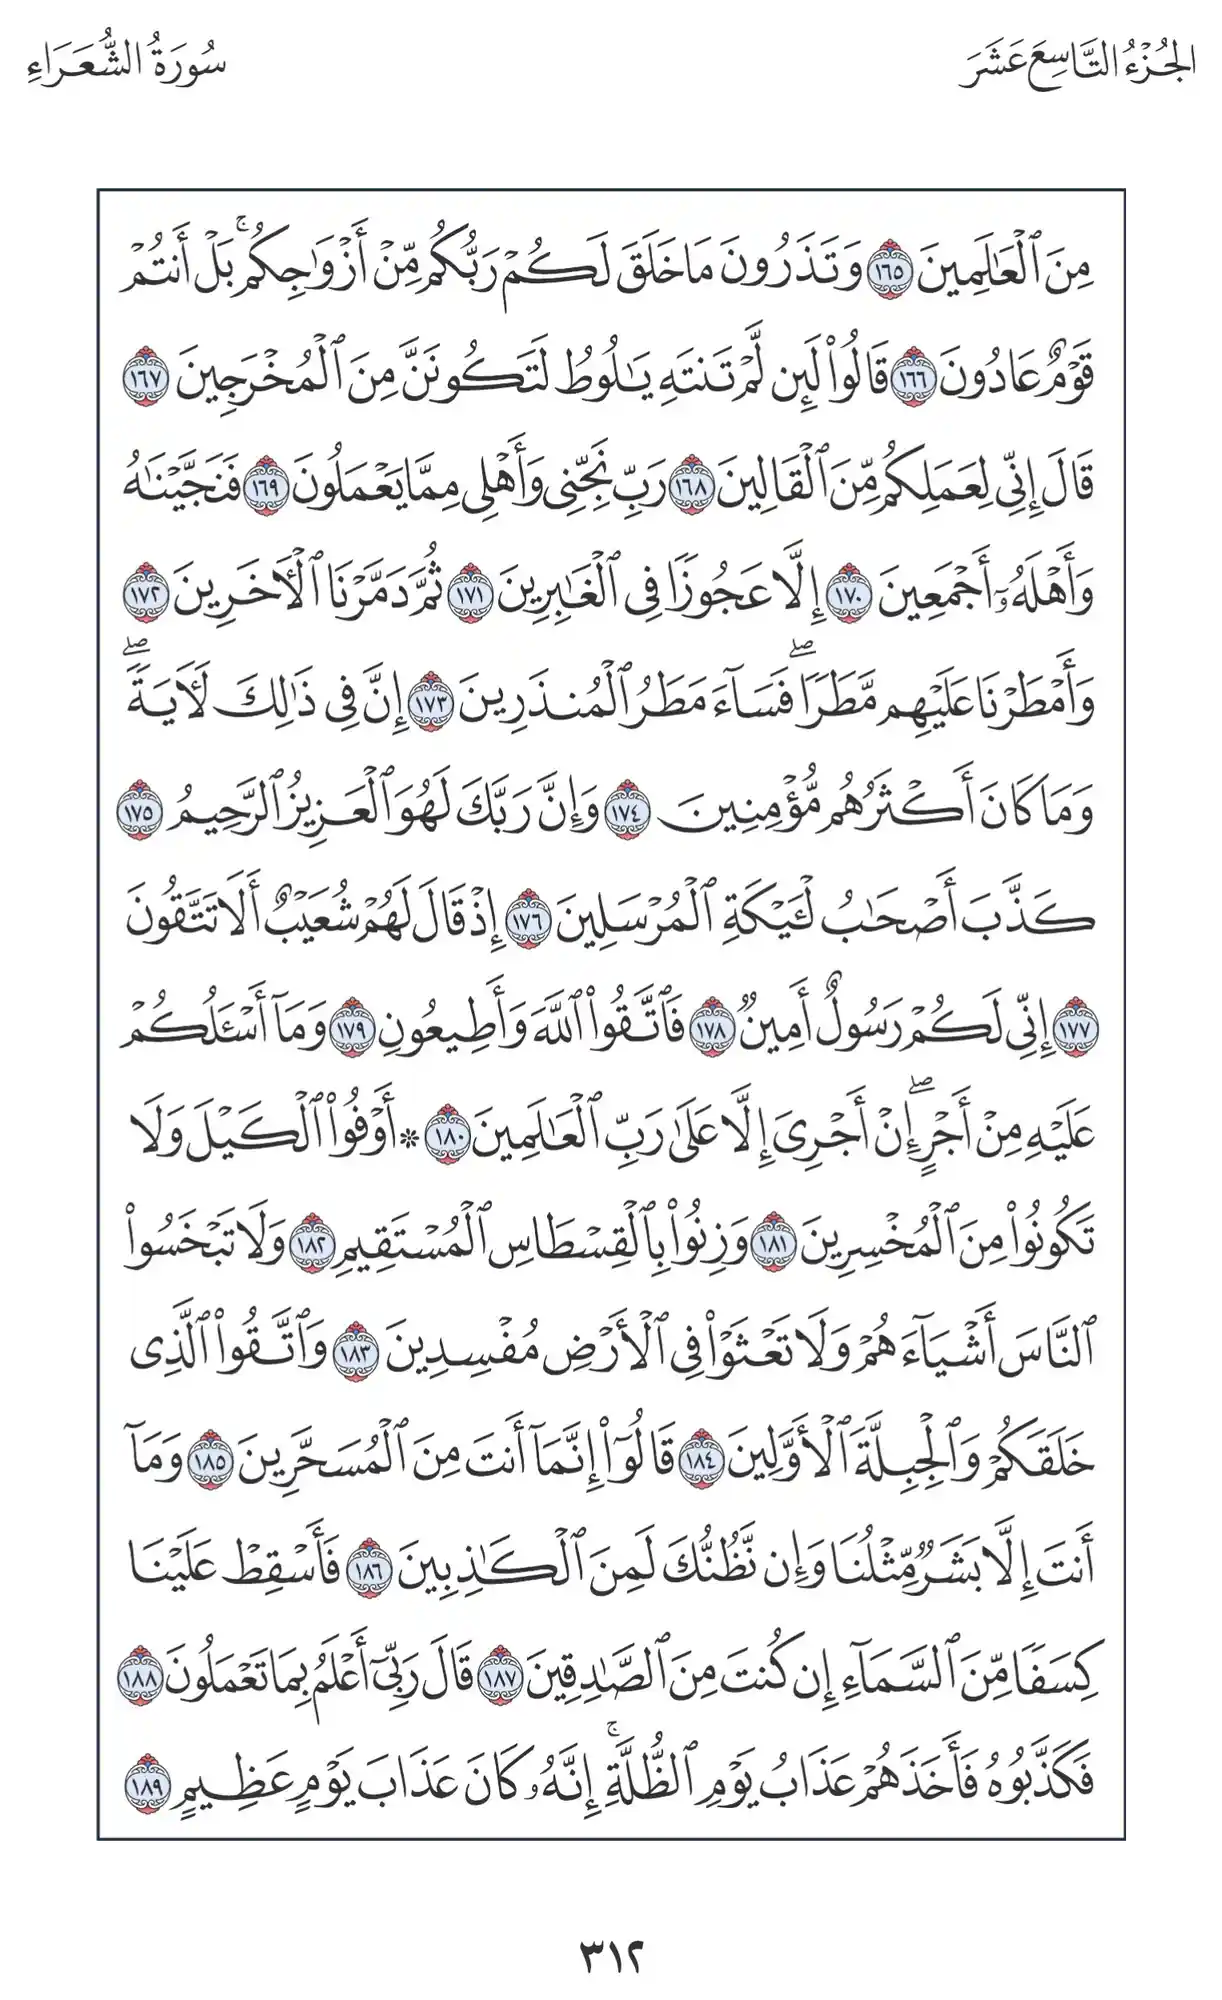 الجُزْءُ التَّاسِعَ عَشَرَ
سُورَةُ الشُّعَرَاءِ
مِنَ ٱلْعَٰلَمِينَ ١٦٥ وَتَذَرُونَ مَا خَلَقَ لَكُمْ رَبُّكُم مِّنْ أَزْوَٰجِكُمۚ بَلْ أَنتُمْ
قَوْمٌ عَادُونَ ١٦٦ قَالُوا۟ لَئِن لَّمْ تَنتَهِ يَٰلُوطُ لَتَكُونَنَّ مِنَ ٱلْمُخْرَجِينَ ١٦٧
قَالَ إِنِّى لِعَمَلِكُم مِّنَ ٱلْقَالِينَ ١٦٨ رَبِّ نَجِّنِى وَأَهْلِى مِمَّا يَعْمَلُونَ ١٦٩ فَنَجَّيْنَٰهُ
وَأَهْلَهُۥٓ أَجْمَعِينَ ١٧٠ إِلَّا عَجُوزًا فِى ٱلْغَٰبِرِينَ ١٧١ ثُمَّ دَمَّرْنَا ٱلْأَخَرِينَ ١٧٢
وَأَمْطَرْنَا عَلَيْهِم مَّطَرًاۖ فَسَآءَ مَطَرُ ٱلْمُنذَرِينَ ١٧٣ إِنَّ فِى ذَٰلِكَ لَأٓيَةًۖ
وَمَا كَانَ أَكْثَرُهُم مُّؤْمِنِينَ ١٧٤ وَإِنَّ رَبَّكَ لَهُوَ ٱلْعَزِيزُ ٱلرَّحِيمُ ١٧٥
كَذَّبَ أَصْحَٰبُ لْـَٔيْكَةِ ٱلْمُرْسَلِينَ ١٧٦ إِذْ قَالَ لَهُمْ شُعَيْبٌ أَلَا تَتَّقُونَ
١٧٧ إِنِّى لَكُمْ رَسُولٌ أَمِينٌ ١٧٨ فَٱتَّقُوا۟ ٱللَّهَ وَأَطِيعُونِ ١٧٩ وَمَآ أَسْـَٔلُكُمْ
عَلَيْهِ مِنْ أَجْرٍۖ إِنْ أَجْرِىَ إِلَّا عَلَىٰ رَبِّ ٱلْعَٰلَمِينَ ١٨٠ * أَوْفُوا۟ ٱلْكَيْلَ وَلَا
تَكُونُوا۟ مِنَ ٱلْمُخْسِرِينَ ١٨١ وَزِنُوا۟ بِٱلْقِسْطَاسِ ٱلْمُسْتَقِيمِ ١٨٢ وَلَا تَبْخَسُوا۟
ٱلنَّاسَ أَشْيَآءَهُمْ وَلَا تَعْثَوْا۟ فِى ٱلْأَرْضِ مُفْسِدِينَ ١٨٣ وَٱتَّقُوا۟ ٱلَّذِى
خَلَقَكُمْ وَٱلْجِبِلَّةَ ٱلْأَوَّلِينَ ١٨٤ قَالُوٓا۟ إِنَّمَآ أَنتَ مِنَ ٱلْمُسَحَّرِينَ ١٨٥ وَمَآ
أَنتَ إِلَّا بَشَرٌ مِّثْلُنَا وَإِن نَّظُنُّكَ لَمِنَ ٱلْكَٰذِبِينَ ١٨٦ فَأَسْقِطْ عَلَيْنَا
كِسَفًا مِّنَ ٱلسَّمَآءِ إِن كُنتَ مِنَ ٱلصَّٰدِقِينَ ١٨٧ قَالَ رَبِّىٓ أَعْلَمُ بِمَا تَعْمَلُونَ ١٨٨
فَكَذَّبُوهُ فَأَخَذَهُمْ عَذَابُ يَوْمِ ٱلظُّلَّةِۚ إِنَّهُۥ كَانَ عَذَابَ يَوْمٍ عَظِيمٍ ١٨٩
٣١٢